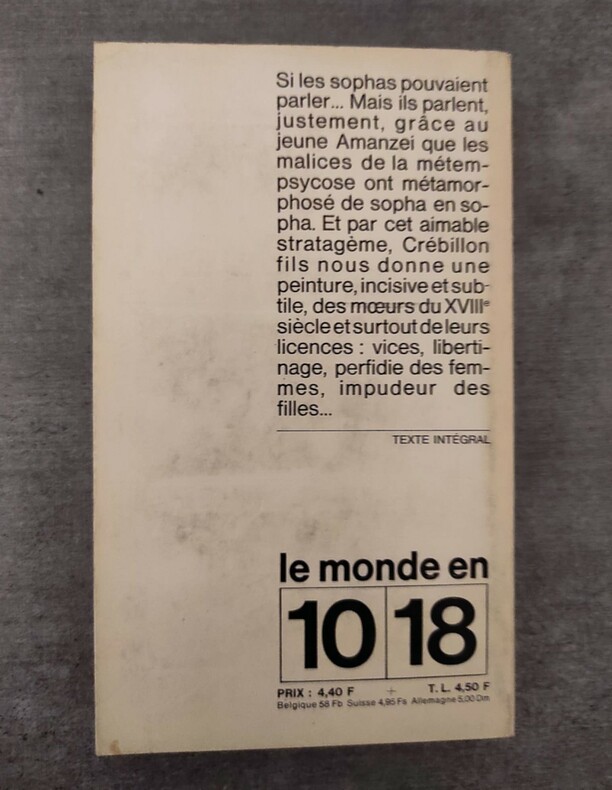 Si les sophas pouvaient
parler... Mais ils parlent,
justement, grâce au
jeune Amanzei que les
malices de la métem-
psycose ont métamor-
phosé de sopha en so-
pha. Et par cet aimable
stratagème, Crébillon
fils nous donne une
peinture, incisive et sub-
tile, des mœurs du XVIIIe
siècle et surtout de leurs
licences : vices, liberti-
nage, perfidie des fem-
mes, impudeur des
filles...
TEXTE INTÉGRAL
le monde en
10 18
PRIX : 4,40 F + T. L. 4,50 F
Belgique 58 Fb Suisse 4,95 Fs Allemagne 5,00 Dm